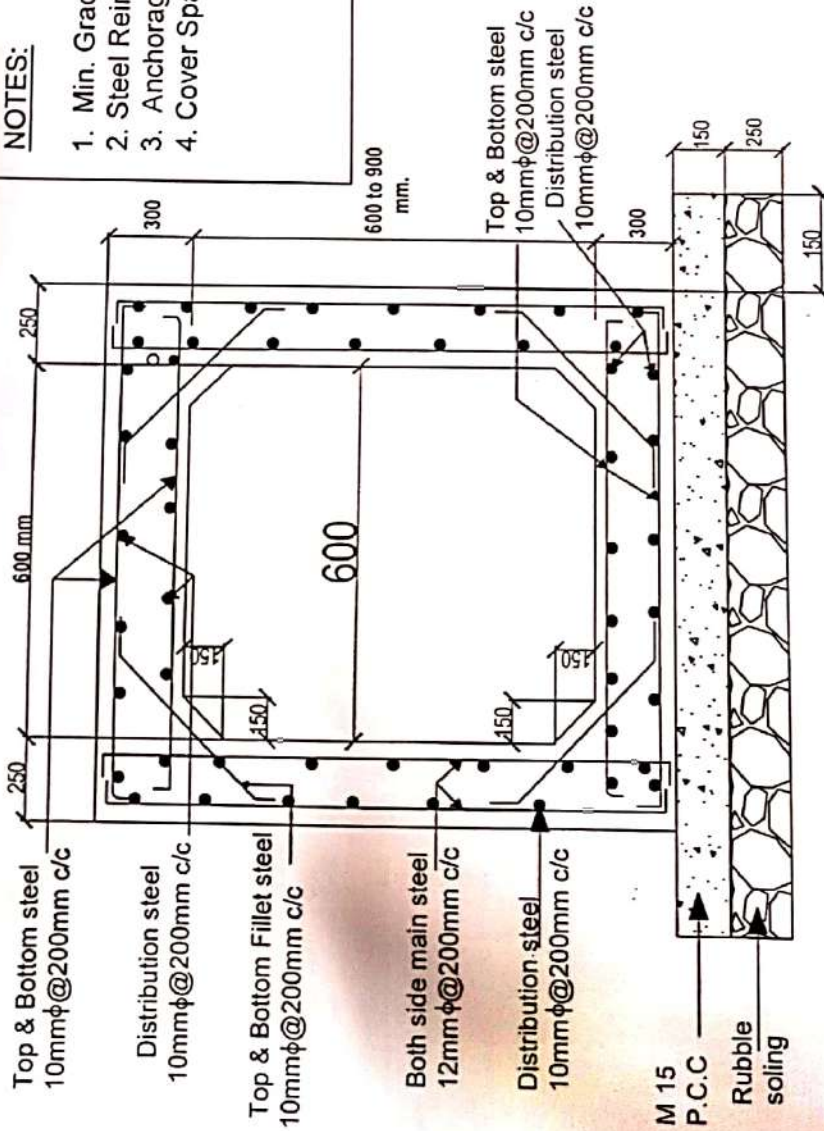 NOTES:
1. Min. Grad
2. Steel Rein
3. Anchorag
4. Cover Spa
Top & Bottom steel
10mmϕ@200mm c/c
Distribution steel
10mmϕ@200mm c/c
Top & Bottom Fillet steel
10mmϕ@200mm c/c
Both side main steel
12mmϕ@200mm c/c
Distribution steel
10mmϕ@200mm c/c
M 15
P.C.C
Rubble
soling
250
600 mm
250
300
600 to 900
mm.
300
150
250
150
600
150
150
150
150
Top & Bottom steel
10mmϕ@200mm c/c
Distribution steel
10mmϕ@200mm c/c